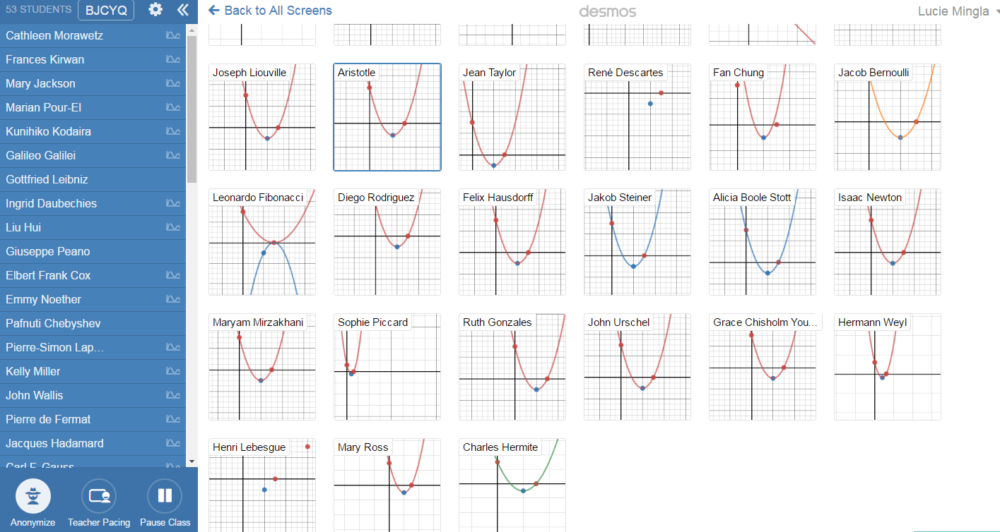 53 STUDENTS BJCYQ
Back to All Screens
desmos
Lucie Mingla
Cathleen Morawetz
Frances Kirwan
Mary Jackson
Marian Pour-El
Kunihiko Kodaira
Galileo Galilei
Gottfried Leibniz
Ingrid Daubechies
Liu Hui
Giuseppe Peano
Elbert Frank Cox
Emmy Noether
Pafnuti Chebyshev
Pierre-Simon Lap...
Kelly Miller
John Wallis
Pierre de Fermat
Jacques Hadamard
Carl F. Gauss
Anonymize Teacher Pacing Pause Class
Joseph Liouville
Aristotle
Jean Taylor
René Descartes
Fan Chung
Jacob Bernoulli
Leonardo Fibonacci
Diego Rodriguez
Felix Hausdorff
Jakob Steiner
Alicia Boole Stott
Isaac Newton
Maryam Mirzakhani
Sophie Piccard
Ruth Gonzales
John Urschel
Grace Chisholm You...
Hermann Weyl
Henri Lebesgue
Mary Ross
Charles Hermite